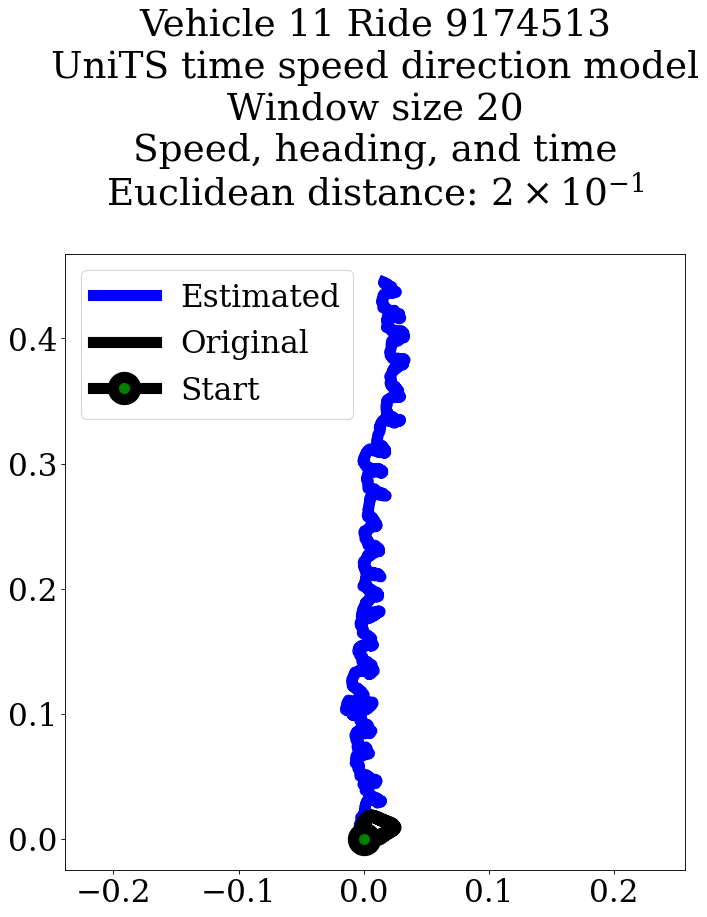 Vehicle 11 Ride 9174513
UniTS time speed direction model
Window size 20
Speed, heading, and time
Euclidean distance: 2 × 10⁻¹
Estimated
Original
Start
0.4
0.3
0.2
0.1
0.0
−0.2 −0.1 0.0 0.1 0.2